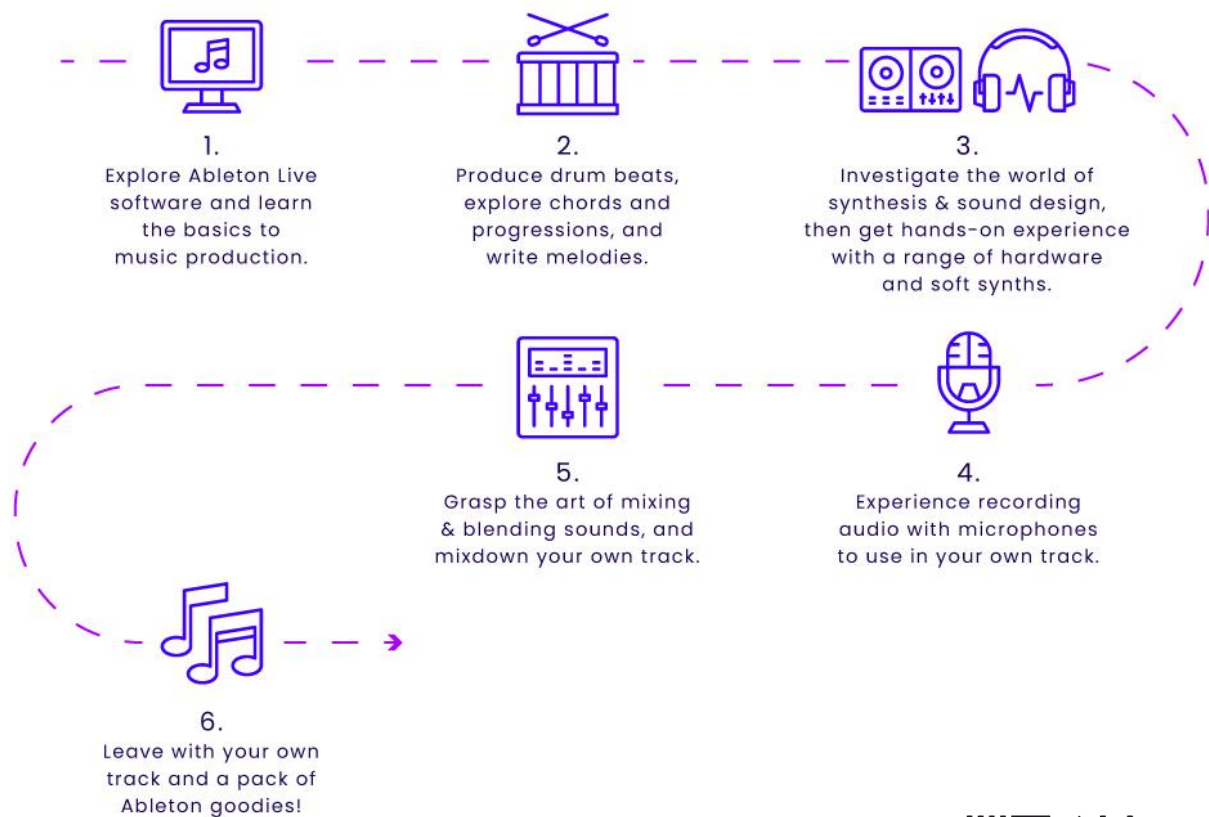 1.
Explore Ableton Live
software and learn
the basics to
music production.
2.
Produce drum beats,
explore chords and
progressions, and
write melodies.
3.
Investigate the world of
synthesis & sound design,
then get hands-on experience
with a range of hardware
and soft synths.
4.
Experience recording
audio with microphones
to use in your own track.
5.
Grasp the art of mixing
& blending sounds, and
mixdown your own track.
6.
Leave with your own
track and a pack of
Ableton goodies!